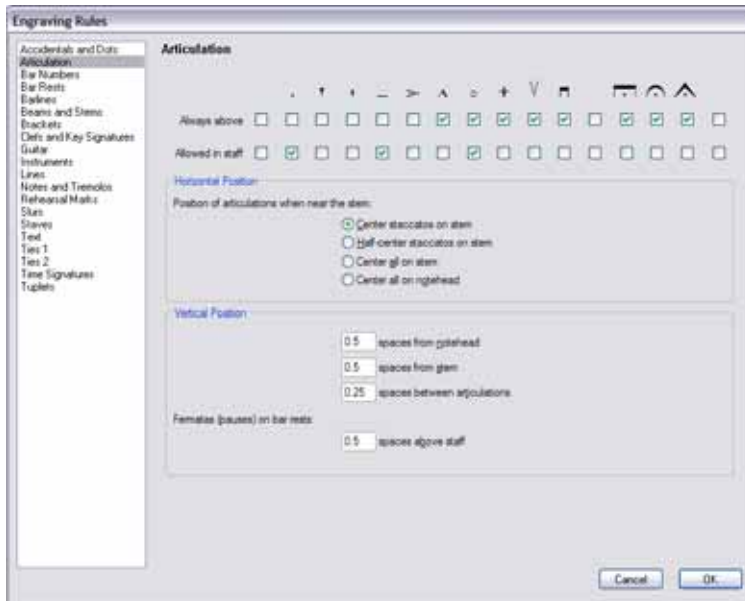 Engraving Rules
Accidentals and Dots
Articulation
Bar Numbers
Bar Rests
Barlines
Beams and Stems
Brackets
Clefs and Key Signatures
Guitar
Instruments
Lines
Notes and Tremolos
Rehearsal Marks
Slurs
Staves
Text
Ties 1
Ties 2
Time Signatures
Tuplets
Articulation
Always above
Allowed in staff
Horizontal Position
Position of articulations when near the stem:
Center staccatos on stem
Half-center staccatos on stem
Center all on stem
Center all on notehead
Vertical Position
0.5 spaces from notehead
0.5 spaces from stem
0.25 spaces between articulations
Fermatas (pauses) on bar rests:
0.5 spaces above staff
Cancel
OK